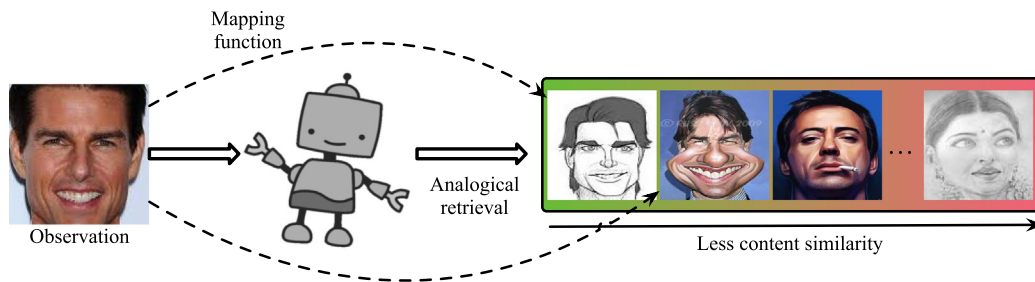 Mapping
function
Observation
Analogical
retrieval
...
Less content similarity